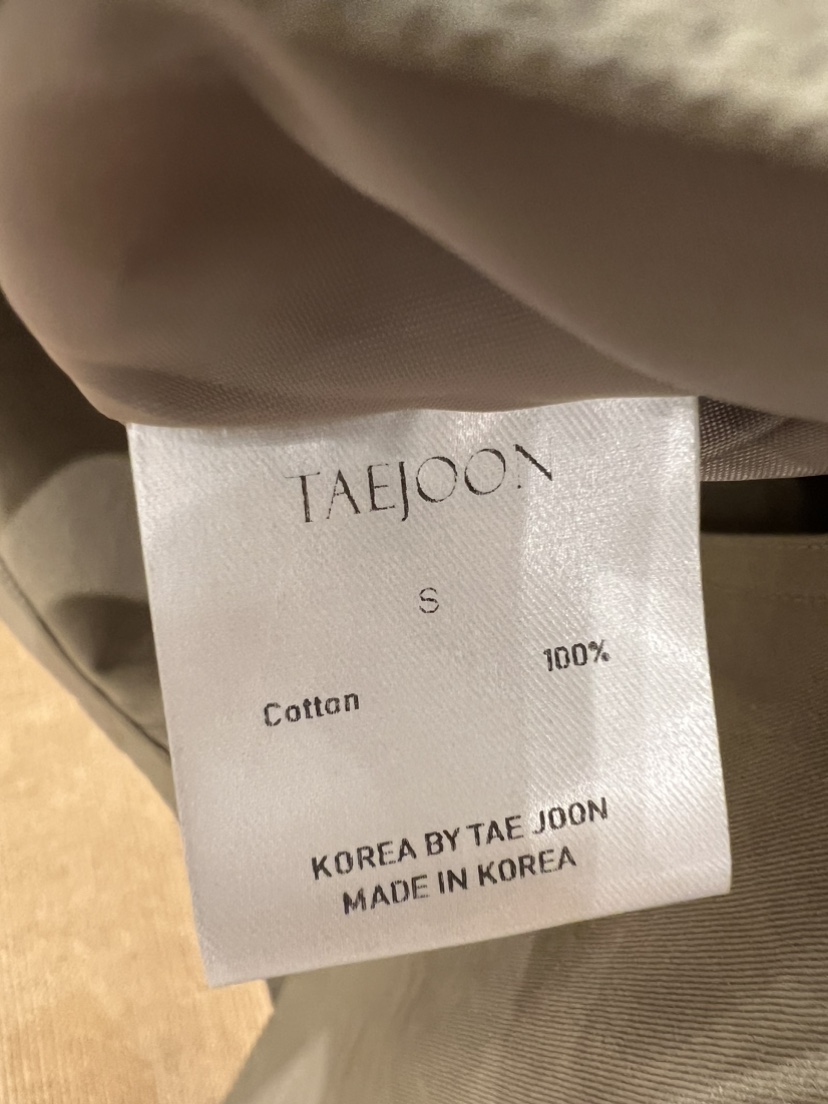 TAEJOON
S
Cotton 100%
KOREA BY TAE JOON
MADE IN KOREA